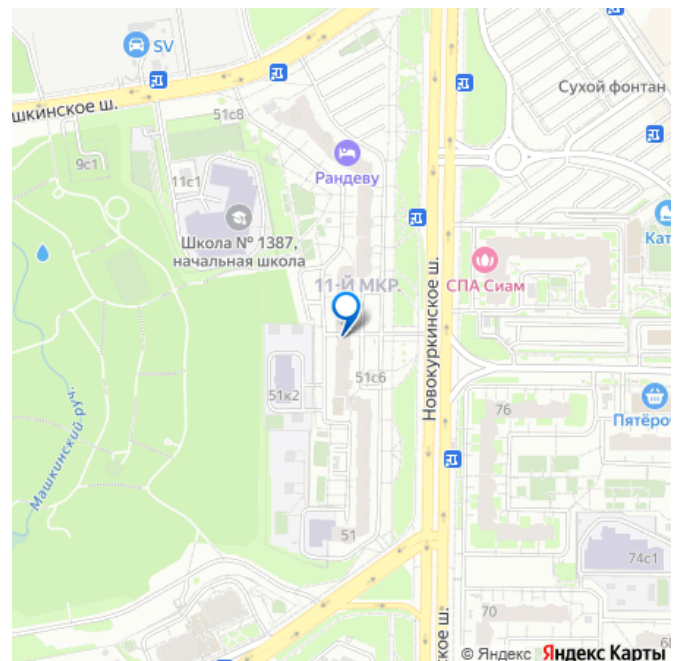 SV
шкинское ш.
51с8
Сухой фонтан
9с1
11с1
Рандеву
Школа № 1387,
начальная школа
Кат
СПА Сиам
11-Й МКР.
Новокуркинское ш.
51с6
51к2
76
Пятёро
Машкинский руч.
51
74с1
70
6
ское ш.
© Яндекс Яндекс Карты